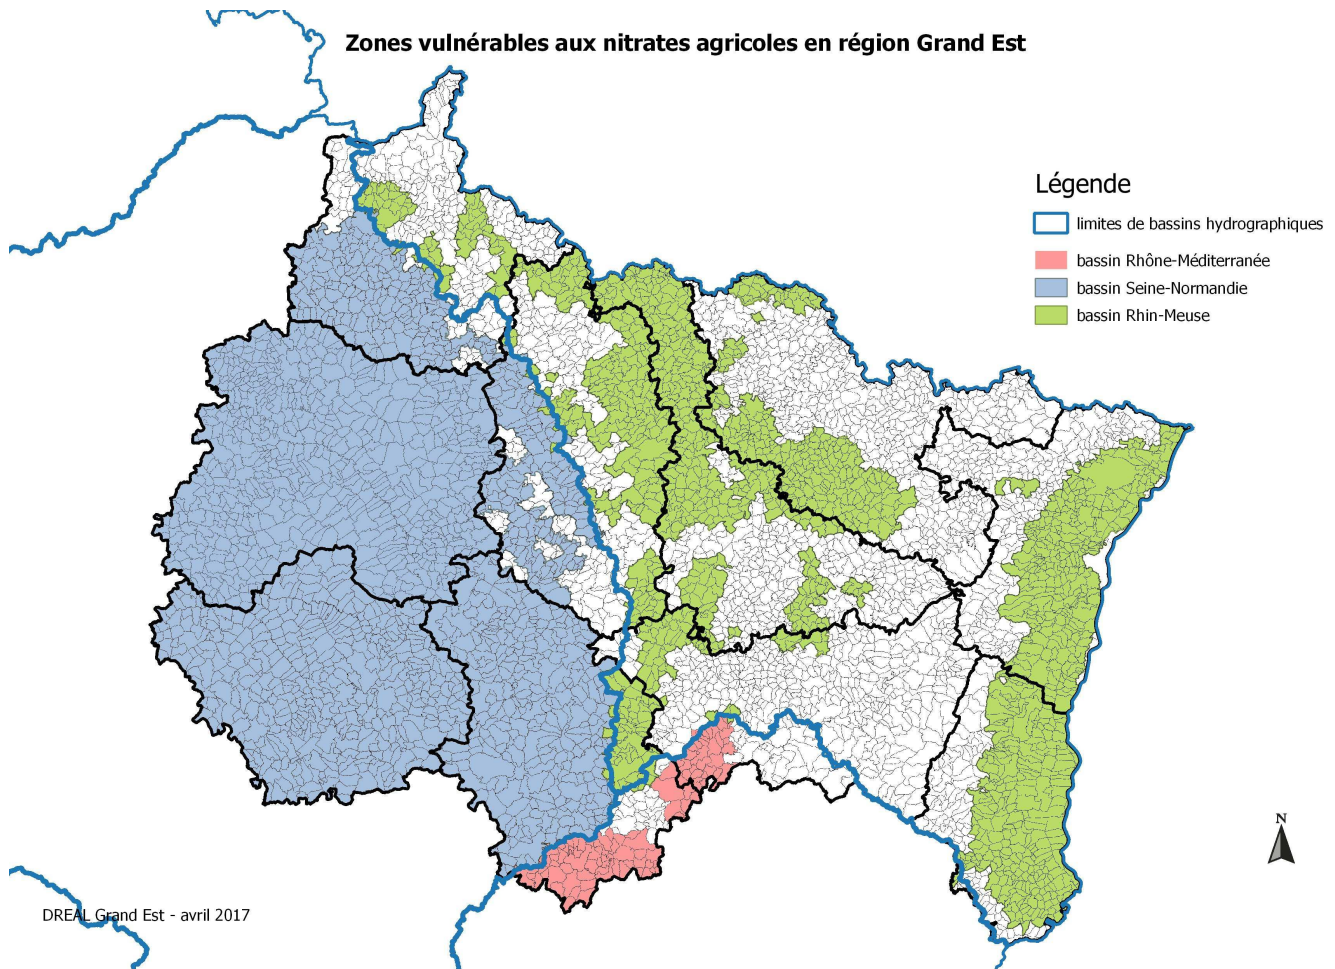 Zones vulnérables aux nitrates agricoles en région Grand Est
Légende
limites de bassins hydrographiques
bassin Rhône-Méditerranée
bassin Seine-Normandie
bassin Rhin-Meuse
N
DREAL Grand Est - avril 2017